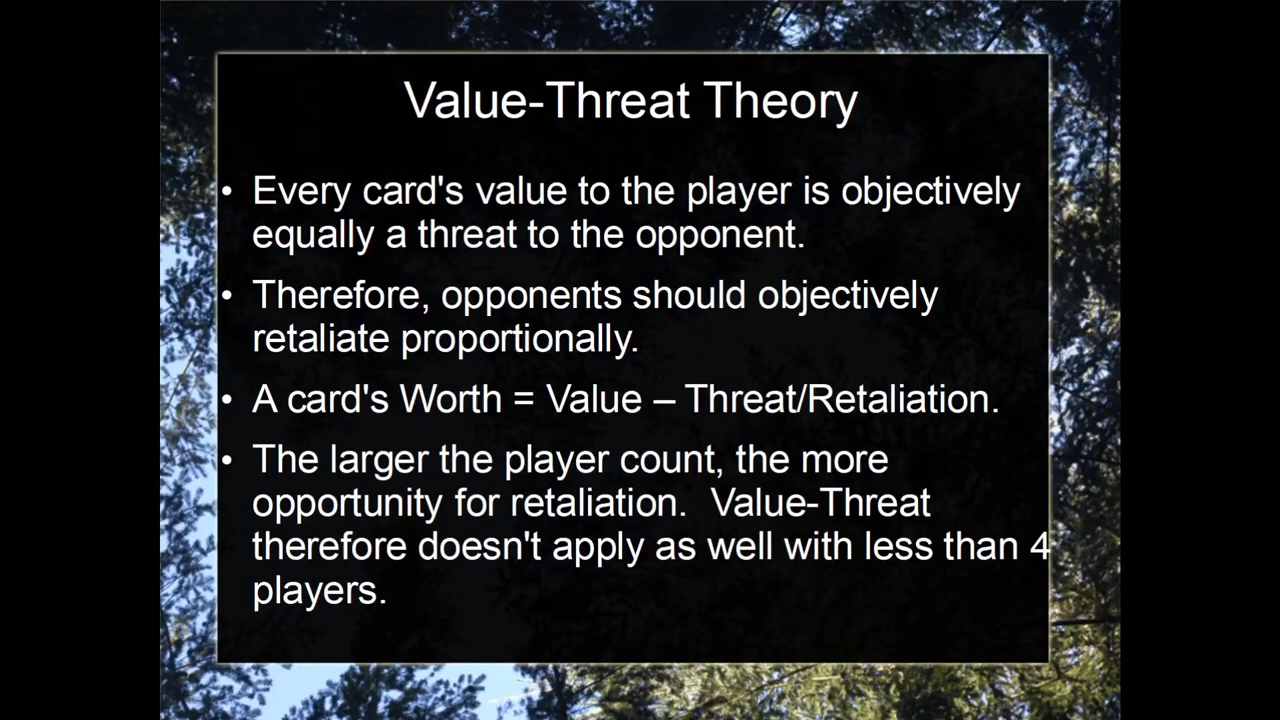 Value-Threat Theory
• Every card's value to the player is objectively
equally a threat to the opponent.
• Therefore, opponents should objectively
retaliate proportionally.
• A card's Worth = Value – Threat/Retaliation.
• The larger the player count, the more
opportunity for retaliation.  Value-Threat
therefore doesn't apply as well with less than 4
players.